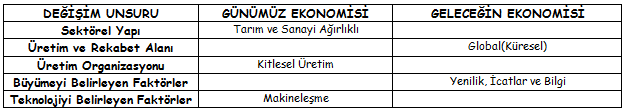 DEĞİŞİM UNSURU GÜNÜMÜZ EKONOMİSİ GELECEĞİN EKONOMİSİ
Sektörel Yapı Tarım ve Sanayi Ağırlıklı
Üretim ve Rekabet Alanı Global(Küresel)
Üretim Organizasyonu Kitlesel Üretim
Büyümeyi Belirleyen Faktörler Yenilik, İcatlar ve Bilgi
Teknolojiyi Belirleyen Faktörler Makineleşme